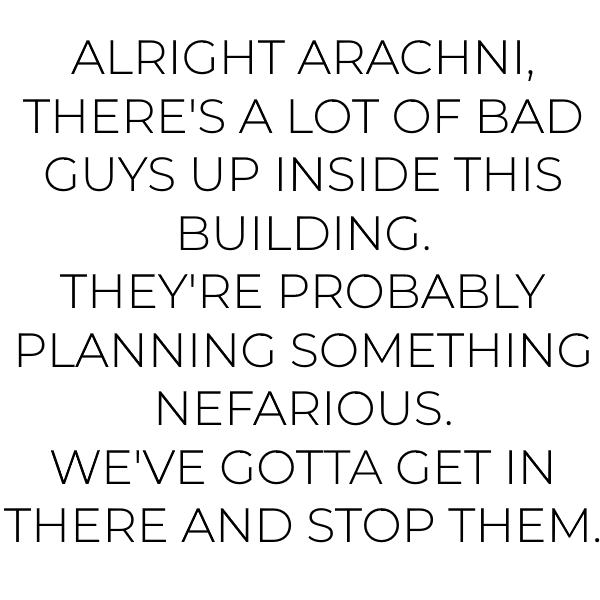 ALRIGHT ARACHNI,
THERE'S A LOT OF BAD
GUYS UP INSIDE THIS
BUILDING.
THEY'RE PROBABLY
PLANNING SOMETHING
NEFARIOUS.
WE'VE GOTTA GET IN
THERE AND STOP THEM.